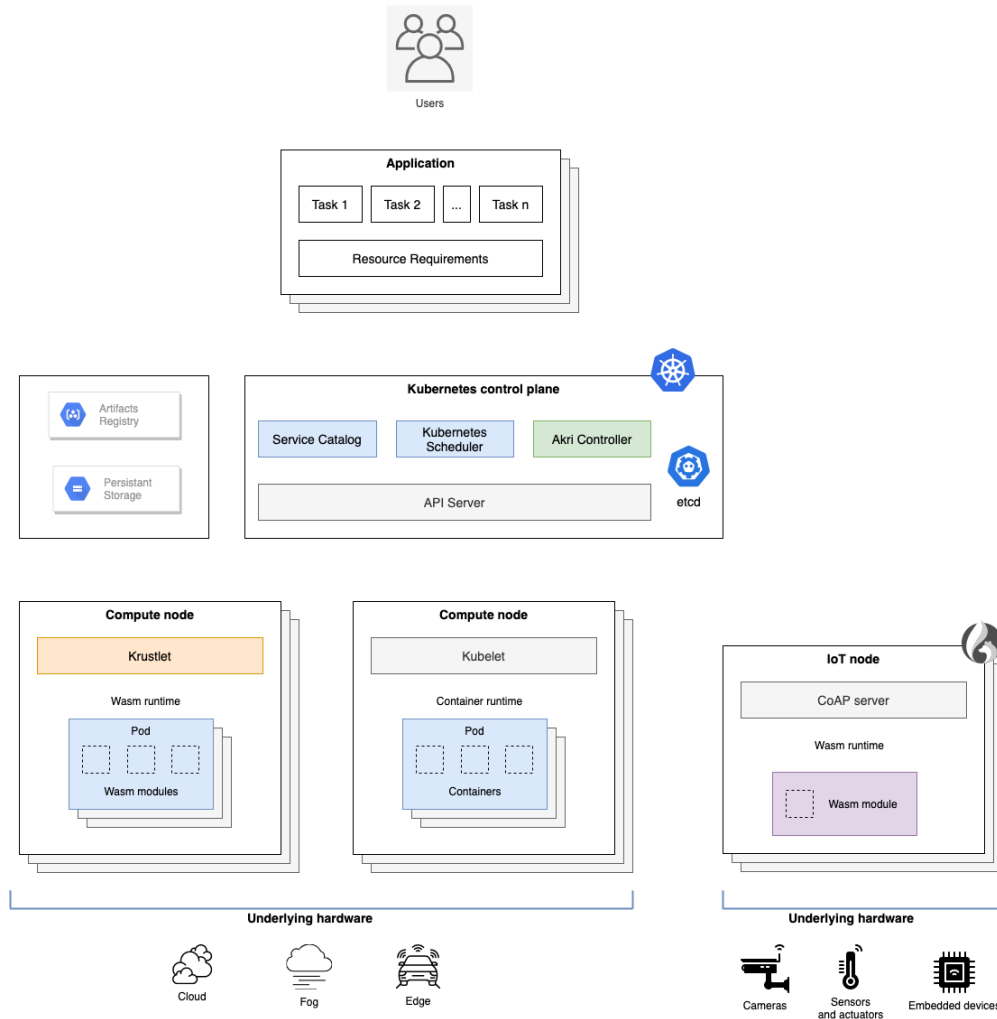 Users
Application
Task 1
Task 2
...
Task n
Resource Requirements
Artifacts
Registry
Persistant
Storage
Kubernetes control plane
Service Catalog
Kubernetes
Scheduler
Akri Controller
API Server
etcd
Compute node
Krustlet
Wasm runtime
Pod
Wasm modules
Compute node
Kubelet
Container runtime
Pod
Containers
IoT node
CoAP server
Wasm runtime
Wasm module
Underlying hardware
Cloud
Fog
Edge
Underlying hardware
Cameras
Sensors
and actuators
Embedded devices